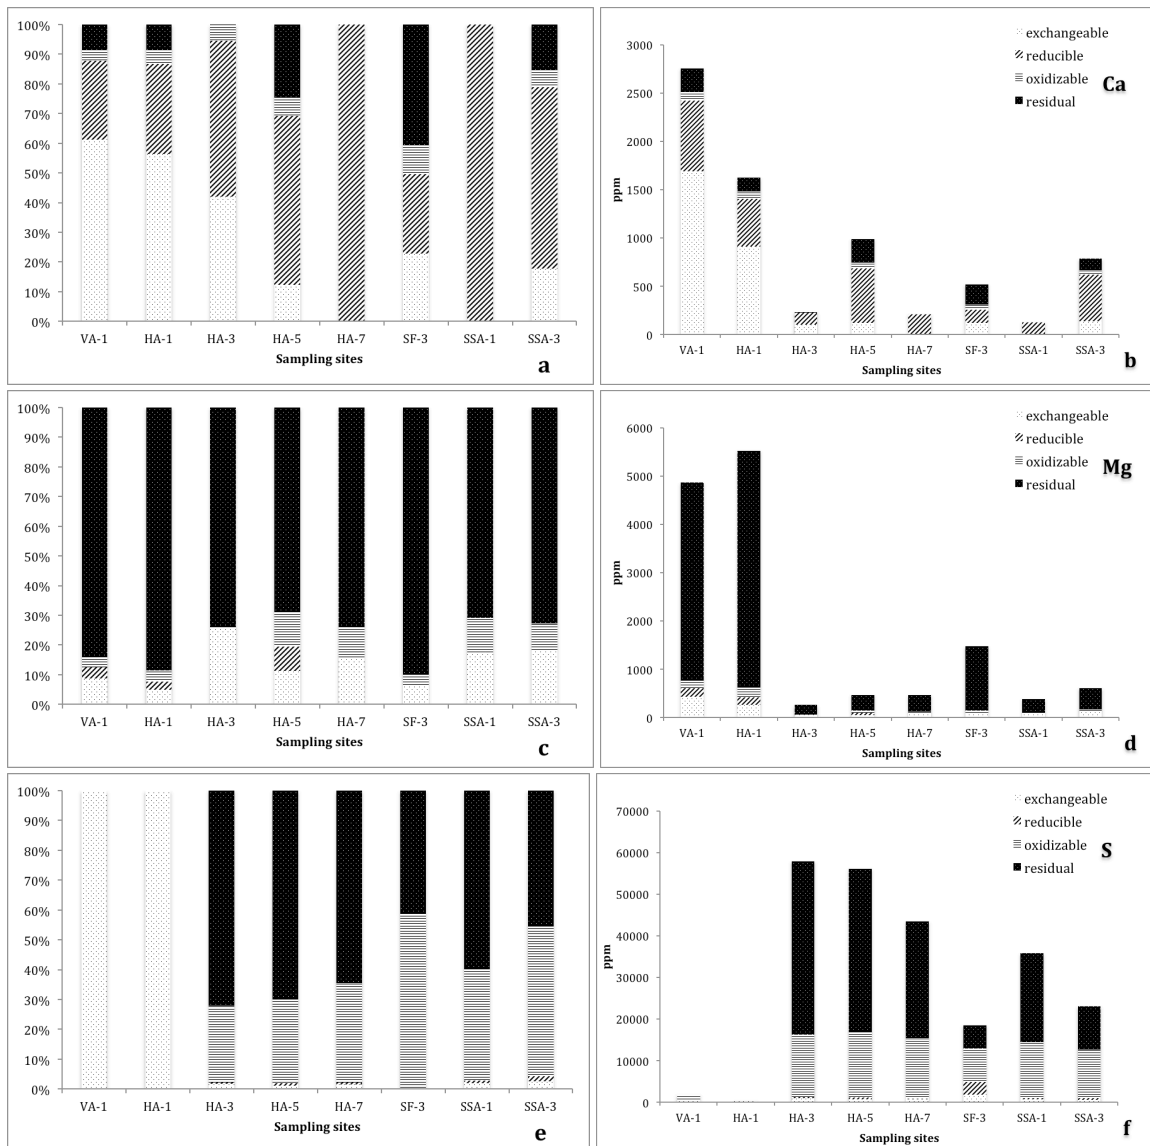 100%
90%
80%
70%
60%
50%
40%
30%
20%
10%
0%
VA-1 HA-1 HA-3 HA-5 HA-7 SF-3 SSA-1 SSA-3
Sampling sites
a
3000
2500
2000
1500
1000
500
0
ppm
exchangeable
reducible
oxidizable
residual
Ca
VA-1 HA-1 HA-3 HA-5 HA-7 SF-3 SSA-1 SSA-3
Sampling sites
b
100%
90%
80%
70%
60%
50%
40%
30%
20%
10%
0%
VA-1 HA-1 HA-3 HA-5 HA-7 SF-3 SSA-1 SSA-3
Sampling sites
c
6000
5000
4000
3000
2000
1000
0
ppm
exchangeable
reducible
oxidizable
residual
Mg
VA-1 HA-1 HA-3 HA-5 HA-7 SF-3 SSA-1 SSA-3
Sampling sites
d
100%
90%
80%
70%
60%
50%
40%
30%
20%
10%
0%
VA-1 HA-1 HA-3 HA-5 HA-7 SF-3 SSA-1 SSA-3
Sampling sites
e
70000
60000
50000
40000
30000
20000
10000
0
ppm
exchangeable
reducible
oxidizable
residual
S
VA-1 HA-1 HA-3 HA-5 HA-7 SF-3 SSA-1 SSA-3
Sampling sites
f